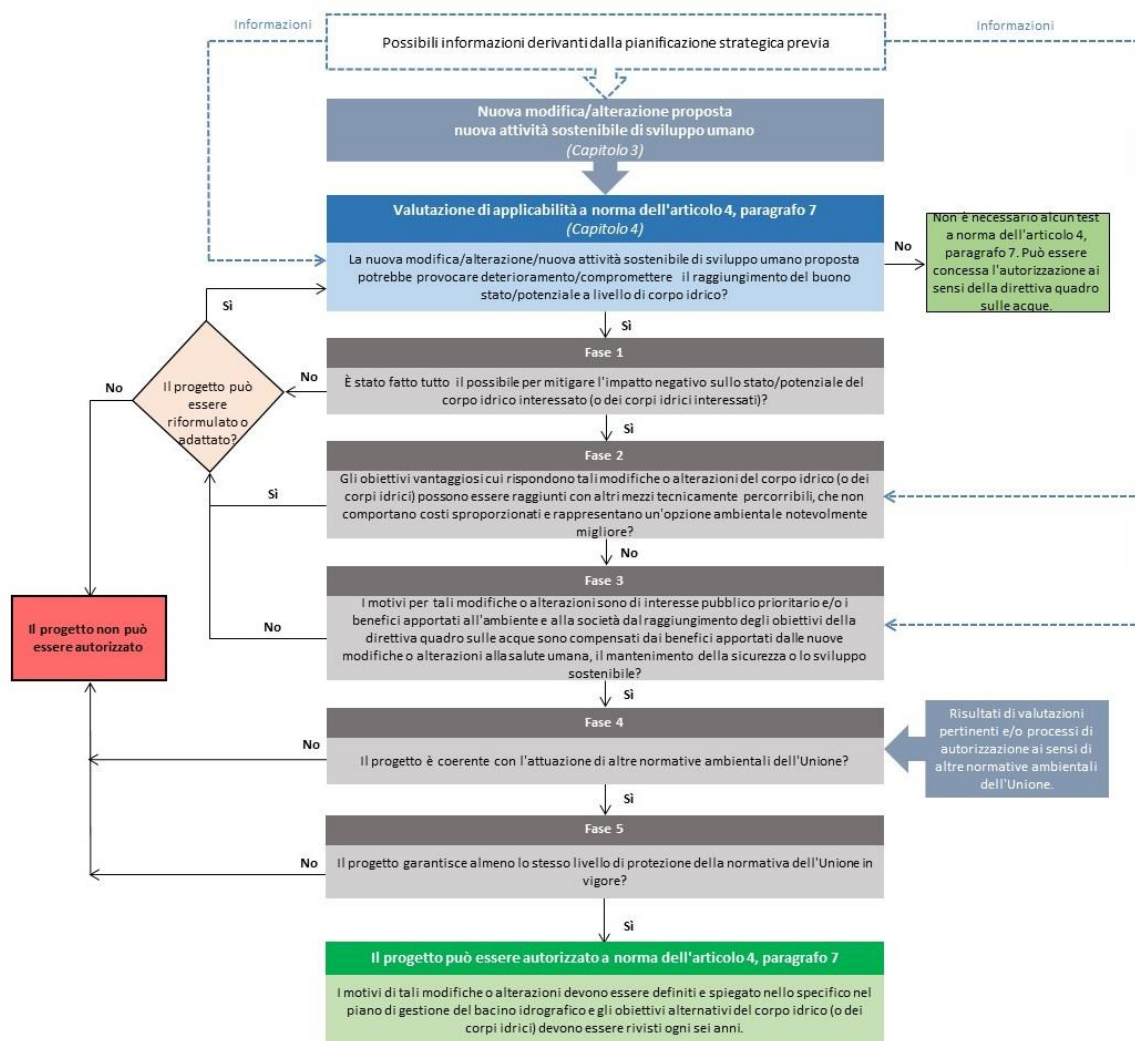 Informazioni
Possibili informazioni derivanti dalla pianificazione strategica previa
Informazioni
Nuova modifica/alterazione proposta
nuova attività sostenibile di sviluppo umano
(Capitolo 3)
Valutazione di applicabilità a norma dell'articolo 4, paragrafo 7
(Capitolo 4)
La nuova modifica/alterazione/nuova attività sostenibile di sviluppo umano proposta
potrebbe provocare deterioramento/compromettere il raggiungimento del buono
stato/potenziale a livello di corpo idrico?
No
Non è necessario alcun test
a norma dell'articolo 4,
paragrafo 7. Può essere
concessa l'autorizzazione ai
sensi della direttiva quadro
sulle acque.
Sì
Sì
Fase 1
È stato fatto tutto il possibile per mitigare l'impatto negativo sullo stato/potenziale del
corpo idrico interessato (o dei corpi idrici interessati)?
No
Il progetto può
essere
riformulato o
adattato?
No
Sì
Fase 2
Gli obiettivi vantaggiosi cui rispondono tali modifiche o alterazioni del corpo idrico (o dei
corpi idrici) possono essere raggiunti con altri mezzi tecnicamente percorribili, che non
comportano costi sproporzionati e rappresentano un'opzione ambientale notevolmente
migliore?
Sì
No
Fase 3
I motivi per tali modifiche o alterazioni sono di interesse pubblico prioritario e/o i
benefici apportati all'ambiente e alla società dal raggiungimento degli obiettivi della
direttiva quadro sulle acque sono compensati dai benefici apportati dalle nuove
modifiche o alterazioni alla salute umana, il mantenimento della sicurezza o lo sviluppo
sostenibile?
No
Il progetto non può
essere autorizzato
Sì
Fase 4
Il progetto è coerente con l'attuazione di altre normative ambientali dell'Unione?
No
Risultati di valutazioni
pertinenti e/o processi di
autorizzazione ai sensi di
altre normative ambientali
dell'Unione.
Sì
Fase 5
Il progetto garantisce almeno lo stesso livello di protezione della normativa dell'Unione in
vigore?
No
Sì
Il progetto può essere autorizzato a norma dell'articolo 4, paragrafo 7
I motivi di tali modifiche o alterazioni devono essere definiti e spiegato nello specifico nel
piano di gestione del bacino idrografico e gli obiettivi alternativi del corpo idrico (o dei
corpi idrici) devono essere rivisti ogni sei anni.